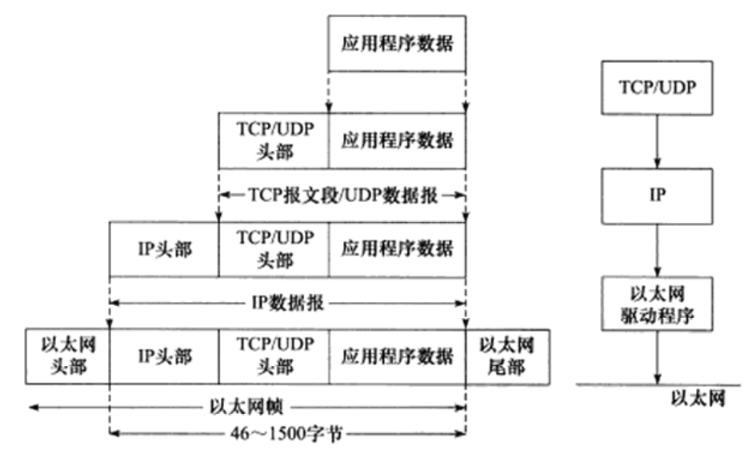 应用程序数据
TCP/UDP
头部
应用程序数据
TCP报文段/UDP数据报
IP头部
TCP/UDP
头部
应用程序数据
IP数据报
以太网
头部
IP头部
TCP/UDP
头部
应用程序数据
以太网
尾部
以太网帧
46～1500字节
TCP/UDP
IP
以太网
驱动程序
以太网